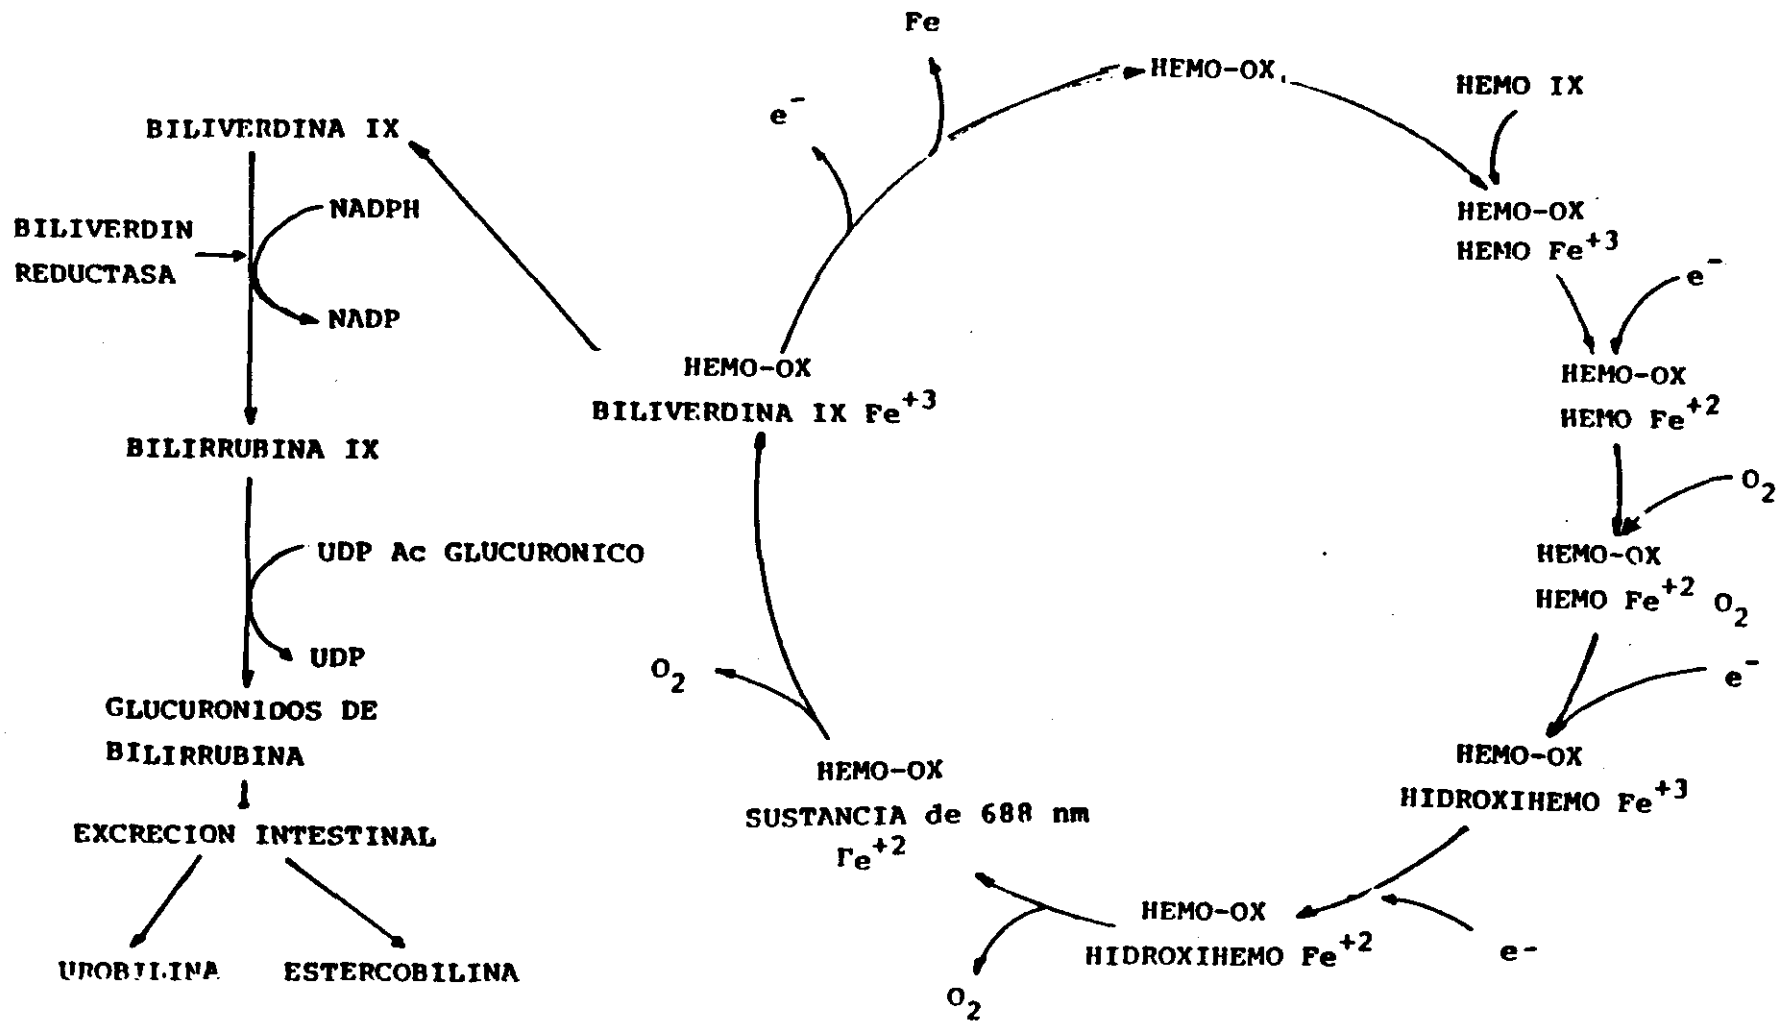 Fe
HEMO-OX
HEMO IX
e⁻
BILIVERDINA IX
NADPH
BILIVERDIN
REDUCTASA
NADP
HEMO-OX
HEMO Fe⁺³
e⁻
HEMO-OX
BILIVERDINA IX Fe⁺³
HEMO-OX
HEMO Fe⁺²
BILIRRUBINA IX
O₂
UDP Ac GLUCURONICO
HEMO-OX
HEMO Fe⁺² O₂
UDP
O₂
e⁻
GLUCURONIDOS DE
BILIRRUBINA
HEMO-OX
HIDROXIHEMO Fe⁺³
HEMO-OX
SUSTANCIA de 688 nm
Fe⁺²
EXCRECION INTESTINAL
HEMO-OX
HIDROXIHEMO Fe⁺²
e-
UROBILINA
ESTERCOBILINA
O₂